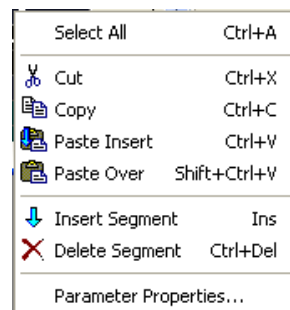 Select All Ctrl+A
Cut Ctrl+X
Copy Ctrl+C
Paste Insert Ctrl+V
Paste Over Shift+Ctrl+V
Insert Segment Ins
Delete Segment Ctrl+Del
Parameter Properties...